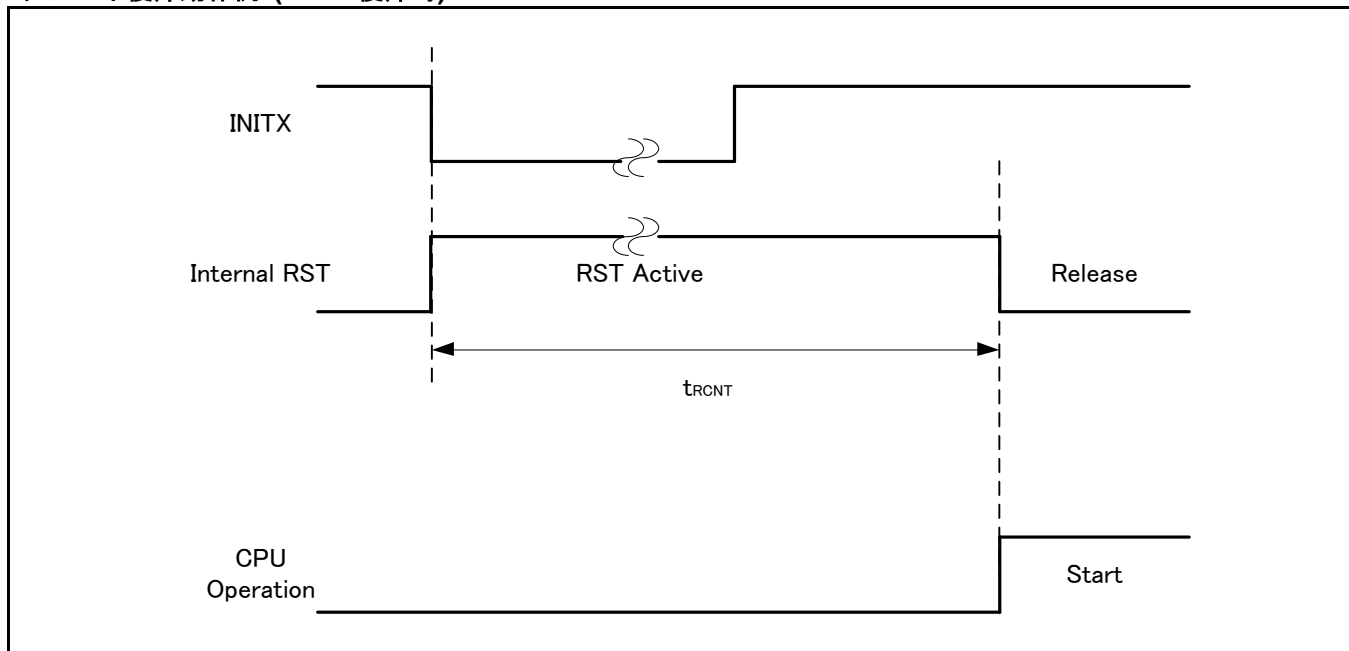 INITX
Internal RST
RST Active
Release
tRCNT
CPU
Operation
Start